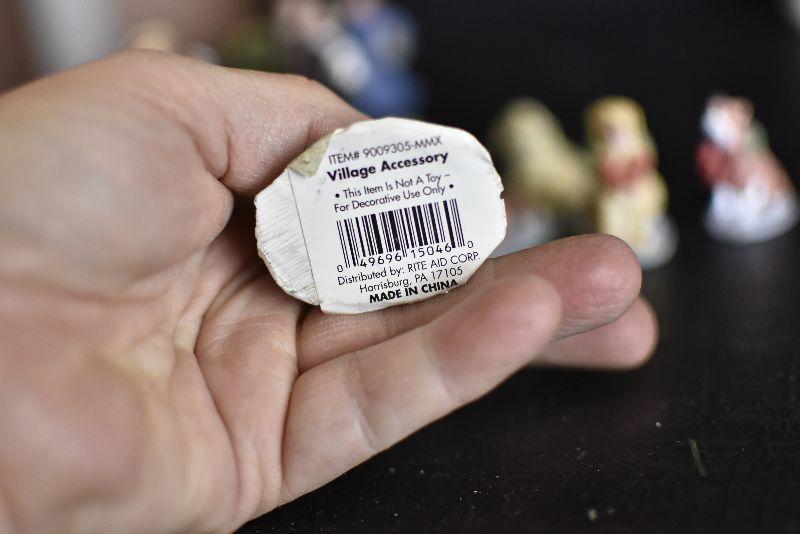 ITEM# 9009305-MMX
Village Accessory
• This Item Is Not A Toy –
For Decorative Use Only •
0 49696 15046 0
Distributed by: RITE AID CORP.
Harrisburg, PA 17105
MADE IN CHINA